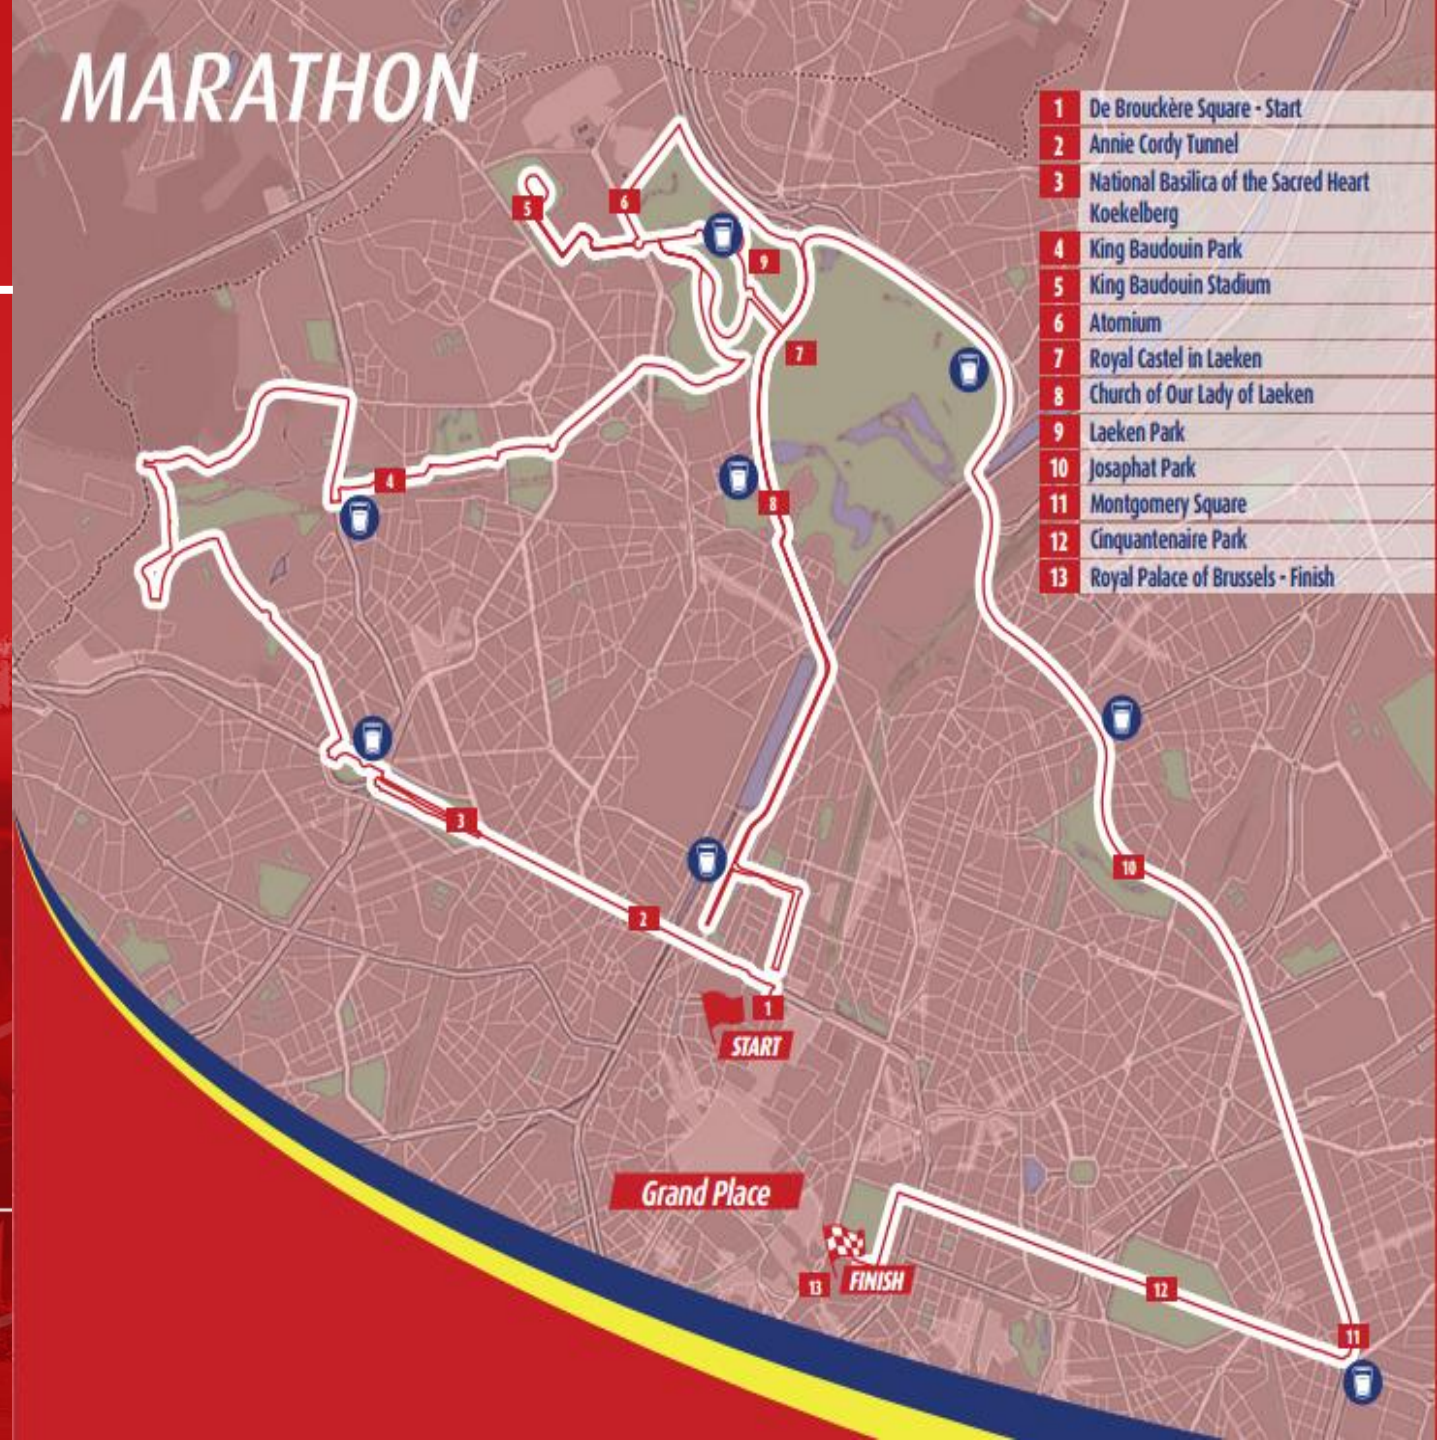 MARATHON
1 De Brouckère Square - Start
2 Annie Cordy Tunnel
3 National Basilica of the Sacred Heart
Koekelberg
4 King Baudouin Park
5 King Baudouin Stadium
6 Atomium
7 Royal Castel in Laeken
8 Church of Our Lady of Laeken
9 Laeken Park
10 Josaphat Park
11 Montgomery Square
12 Cinquantenaire Park
13 Royal Palace of Brussels - Finish
5
6
9
7
4
8
3
10
2
1
START
Grand Place
13
FINISH
12
11